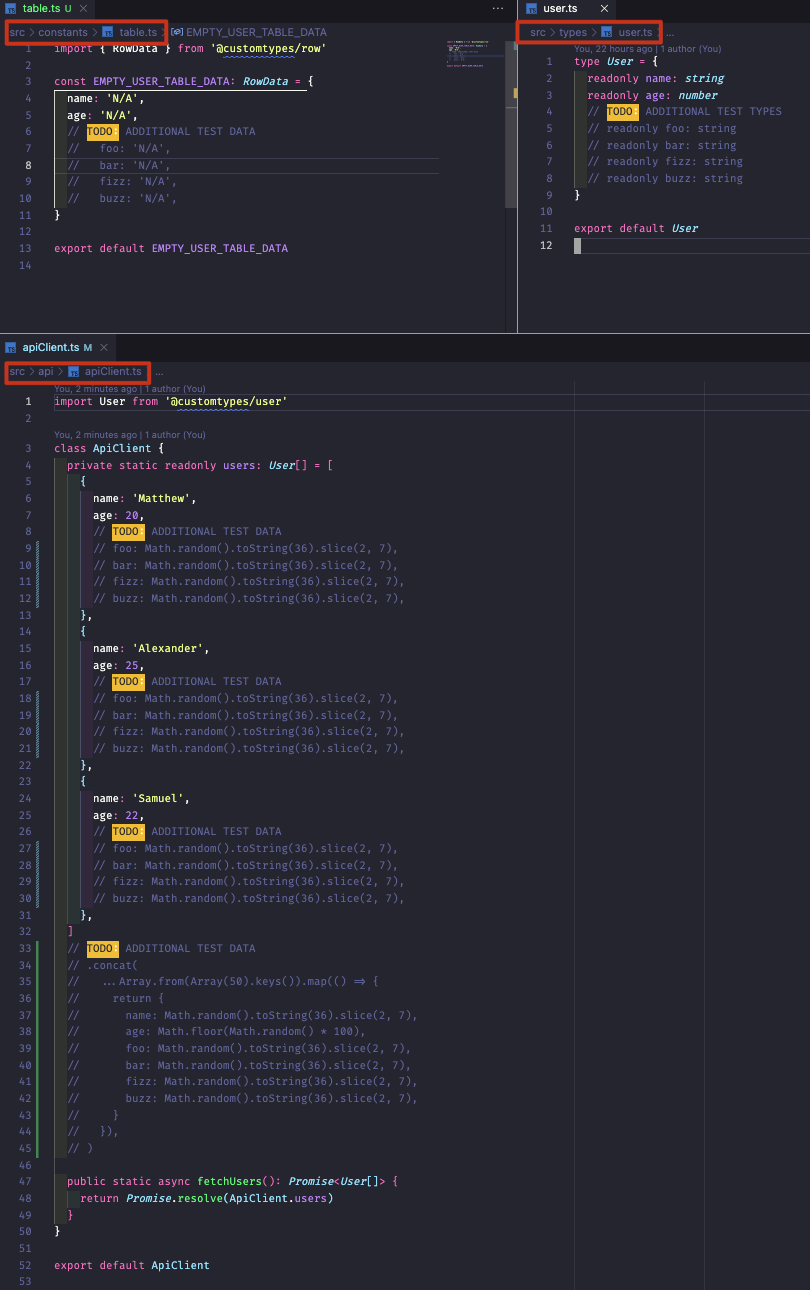 table.ts U
src > constants > table.ts > EMPTY_USER_TABLE_DATA
1 import { RowData } from '@customtypes/row'
2
3 const EMPTY_USER_TABLE_DATA: RowData = {
4 name: 'N/A',
5 age: 'N/A',
6 // TODO: ADDITIONAL TEST DATA
7 // foo: 'N/A',
8 // bar: 'N/A',
9 // fizz: 'N/A',
10 // buzz: 'N/A',
11 }
12
13 export default EMPTY_USER_TABLE_DATA
14
user.ts
src > types > user.ts > ...
You, 22 hours ago | 1 author (You)
1 type User = {
2 readonly name: string
3 readonly age: number
4 // TODO: ADDITIONAL TEST TYPES
5 // readonly foo: string
6 // readonly bar: string
7 // readonly fizz: string
8 // readonly buzz: string
9 }
10
11 export default User
12
apiClient.ts M
src > api > apiClient.ts ...
You, 2 minutes ago | 1 author (You)
1 import User from '@customtypes/user'
2
You, 2 minutes ago | 1 author (You)
3 class ApiClient {
4 private static readonly users: User[] = [
5 {
6 name: 'Matthew',
7 age: 20,
8 // TODO: ADDITIONAL TEST DATA
9 // foo: Math.random().toString(36).slice(2, 7),
10 // bar: Math.random().toString(36).slice(2, 7),
11 // fizz: Math.random().toString(36).slice(2, 7),
12 // buzz: Math.random().toString(36).slice(2, 7),
13 },
14 {
15 name: 'Alexander',
16 age: 25,
17 // TODO: ADDITIONAL TEST DATA
18 // foo: Math.random().toString(36).slice(2, 7),
19 // bar: Math.random().toString(36).slice(2, 7),
20 // fizz: Math.random().toString(36).slice(2, 7),
21 // buzz: Math.random().toString(36).slice(2, 7),
22 },
23 {
24 name: 'Samuel',
25 age: 22,
26 // TODO: ADDITIONAL TEST DATA
27 // foo: Math.random().toString(36).slice(2, 7),
28 // bar: Math.random().toString(36).slice(2, 7),
29 // fizz: Math.random().toString(36).slice(2, 7),
30 // buzz: Math.random().toString(36).slice(2, 7),
31 },
32 ]
33 // TODO: ADDITIONAL TEST DATA
34 // .concat(
35 // ...Array.from(Array(50).keys()).map(() => {
36 // return {
37 // name: Math.random().toString(36).slice(2, 7),
38 // age: Math.floor(Math.random() * 100),
39 // foo: Math.random().toString(36).slice(2, 7),
40 // bar: Math.random().toString(36).slice(2, 7),
41 // fizz: Math.random().toString(36).slice(2, 7),
42 // buzz: Math.random().toString(36).slice(2, 7),
43 // }
44 // }),
45 // )
46
47 public static async fetchUsers(): Promise<User[]> {
48 return Promise.resolve(ApiClient.users)
49 }
50 }
51
52 export default ApiClient
53